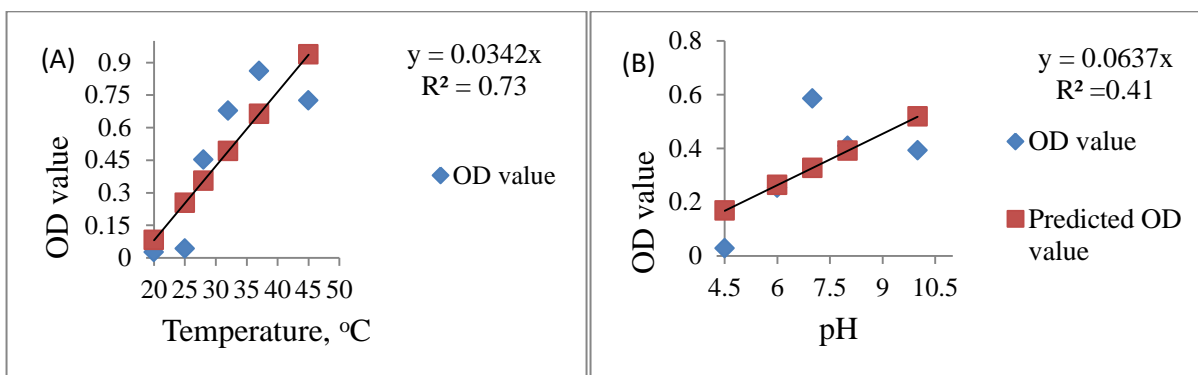 (A)
y = 0.0342x
R² = 0.73
OD value
0.9
0.75
0.6
0.45
0.3
0.15
0
20 25 30 35 40 45 50
Temperature, °C
OD value
(B)
y = 0.0637x
R² =0.41
OD value
0.8
0.6
0.4
0.2
0
4.5 6 7.5 9 10.5
pH
OD value
Predicted OD
value